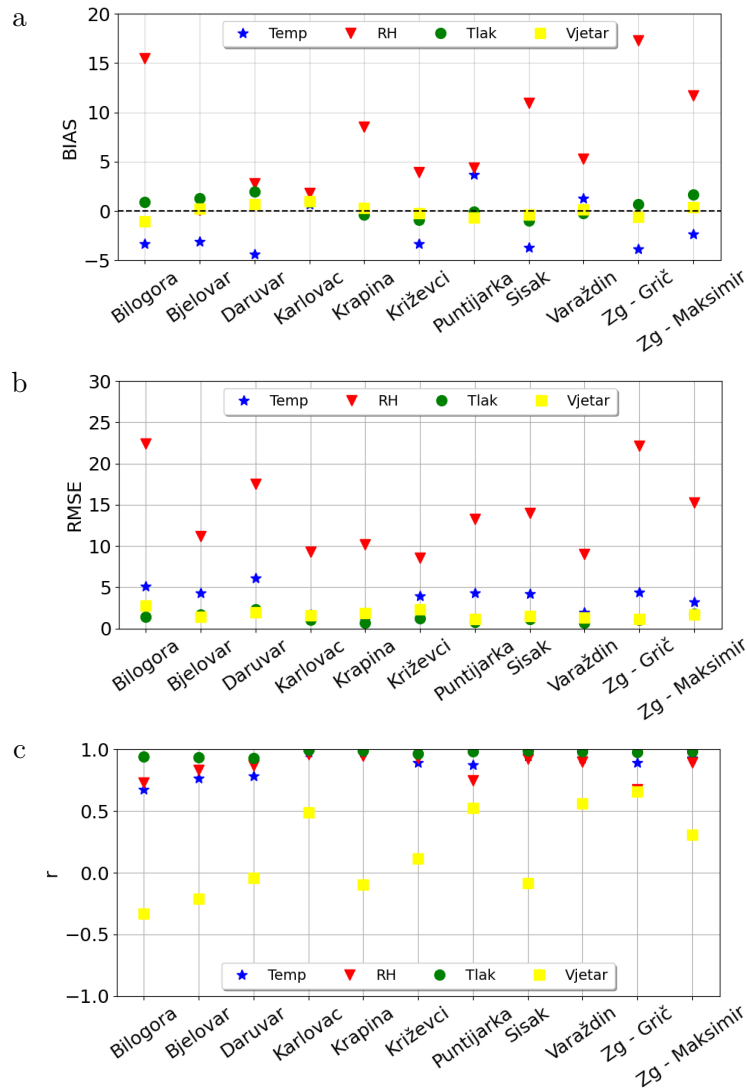 a
20
15
10
5
0
−5
BIAS
Temp RH Tlak Vjetar
Bilogora Bjelovar Daruvar Karlovac Krapina Križevci Puntijarka Sisak Varaždin Zg - Grič Zg - Maksimir
b
30
25
20
15
10
5
0
RMSE
Temp RH Tlak Vjetar
Bilogora Bjelovar Daruvar Karlovac Krapina Križevci Puntijarka Sisak Varaždin Zg - Grič Zg - Maksimir
c
1.0
0.5
0.0
−0.5
−1.0
r
Temp RH Tlak Vjetar
Bilogora Bjelovar Daruvar Karlovac Krapina Križevci Puntijarka Sisak Varaždin Zg - Grič Zg - Maksimir